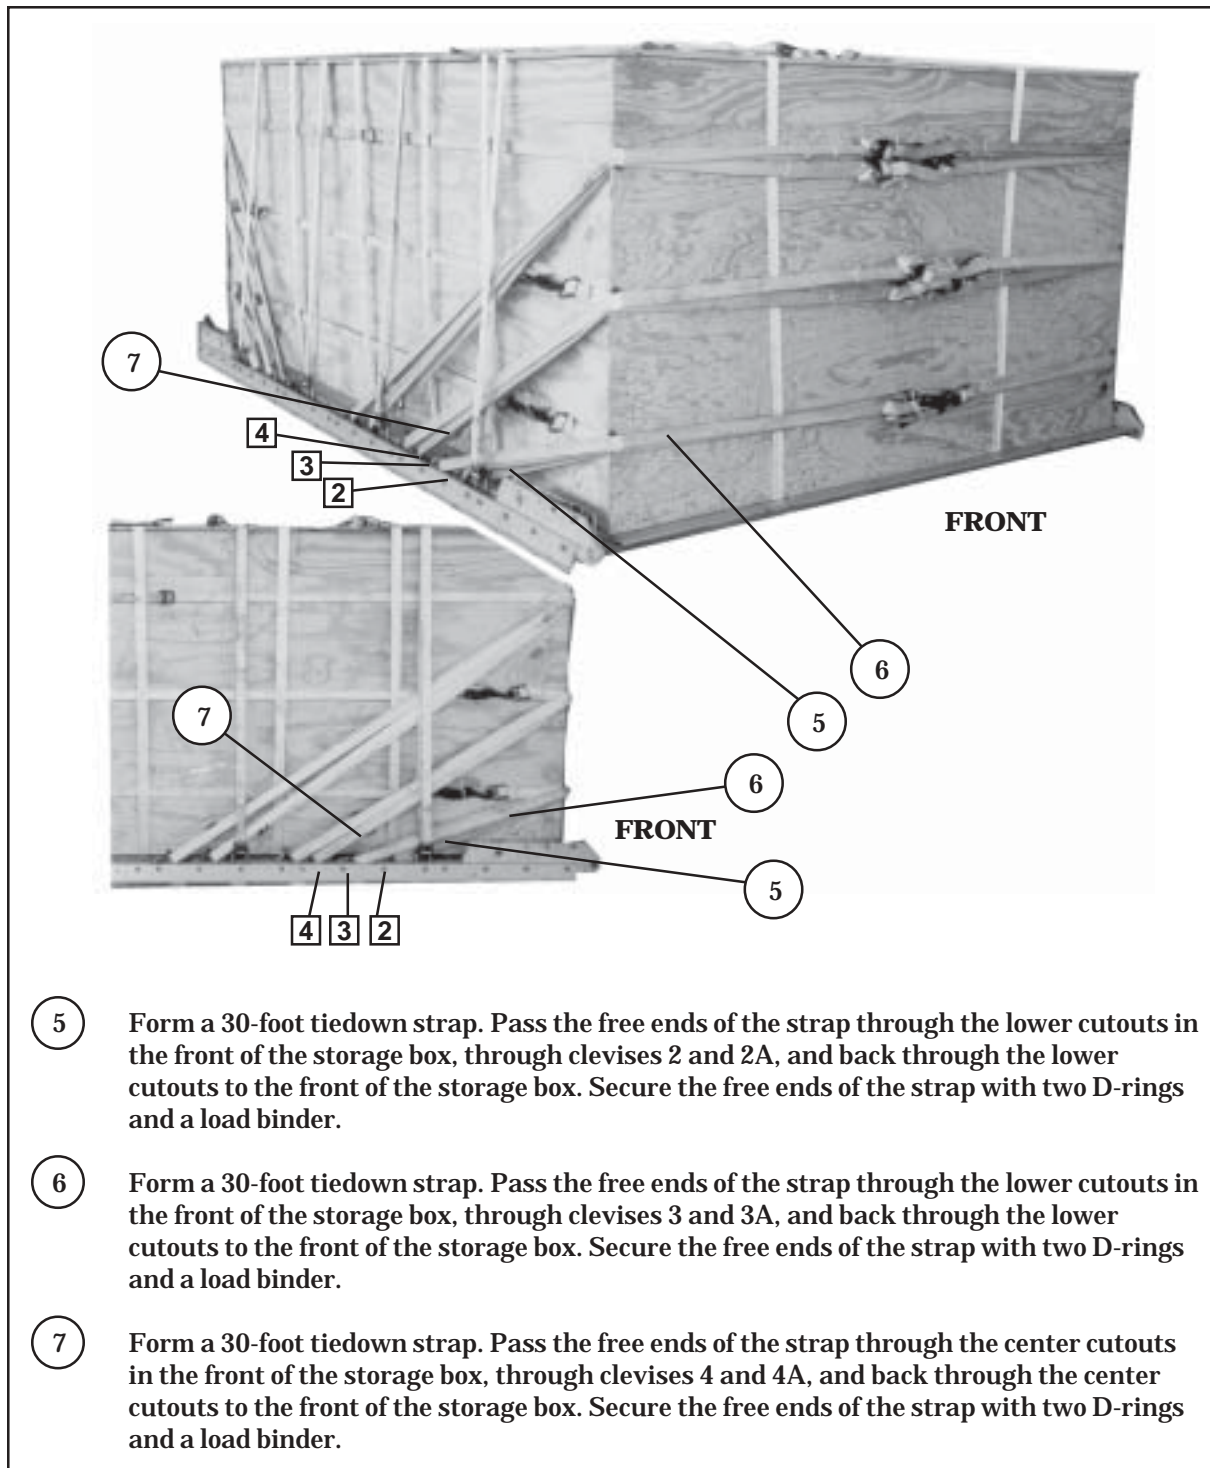 7
4
3
2
FRONT
6
5
7
6
FRONT
5
4 3 2
5 Form a 30-foot tiedown strap. Pass the free ends of the strap through the lower cutouts in
the front of the storage box, through clevises 2 and 2A, and back through the lower
cutouts to the front of the storage box. Secure the free ends of the strap with two D-rings
and a load binder.
6 Form a 30-foot tiedown strap. Pass the free ends of the strap through the lower cutouts in
the front of the storage box, through clevises 3 and 3A, and back through the lower
cutouts to the front of the storage box. Secure the free ends of the strap with two D-rings
and a load binder.
7 Form a 30-foot tiedown strap. Pass the free ends of the strap through the center cutouts
in the front of the storage box, through clevises 4 and 4A, and back through the center
cutouts to the front of the storage box. Secure the free ends of the strap with two D-rings
and a load binder.